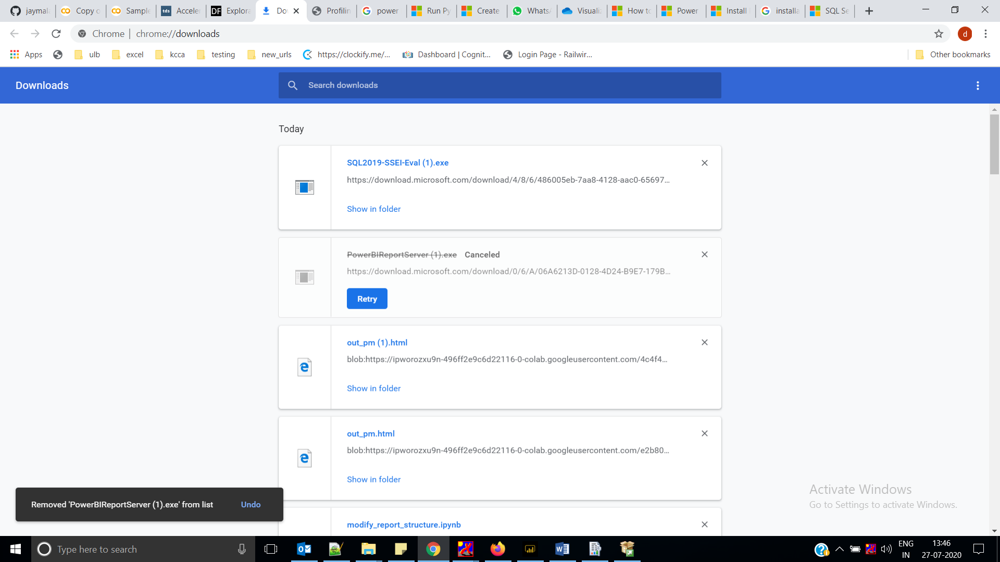 jaymala
Copy o
Sample
tds Acceler
DF Explora
Do
Profilin
power
Run Py
Create
WhatsA
Visualiz
How to
Power
Install
installa
SQL Se
Chrome | chrome://downloads
d
Apps
ulb
excel
kcca
testing
new_urls
https://clockify.me/...
Dashboard | Cognit...
Login Page - Railwir...
Other bookmarks
Downloads
Search downloads
Today
SQL2019-SSEI-Eval (1).exe
https://download.microsoft.com/download/4/8/6/486005eb-7aa8-4128-aac0-65697...
Show in folder
PowerBIReportServer (1).exe Canceled
https://download.microsoft.com/download/0/6/A/06A6213D-0128-4D24-B9E7-179B...
Retry
out_pm (1).html
blob:https://ipworozxu9n-496ff2e9c6d22116-0-colab.googleusercontent.com/4c4f4...
Show in folder
out_pm.html
blob:https://ipworozxu9n-496ff2e9c6d22116-0-colab.googleusercontent.com/e2b80...
Show in folder
Activate Windows
Go to Settings to activate Windows.
Removed 'PowerBIReportServer (1).exe' from list Undo
modify_report_structure.ipynb
Type here to search
ENG
IN
13:46
27-07-2020